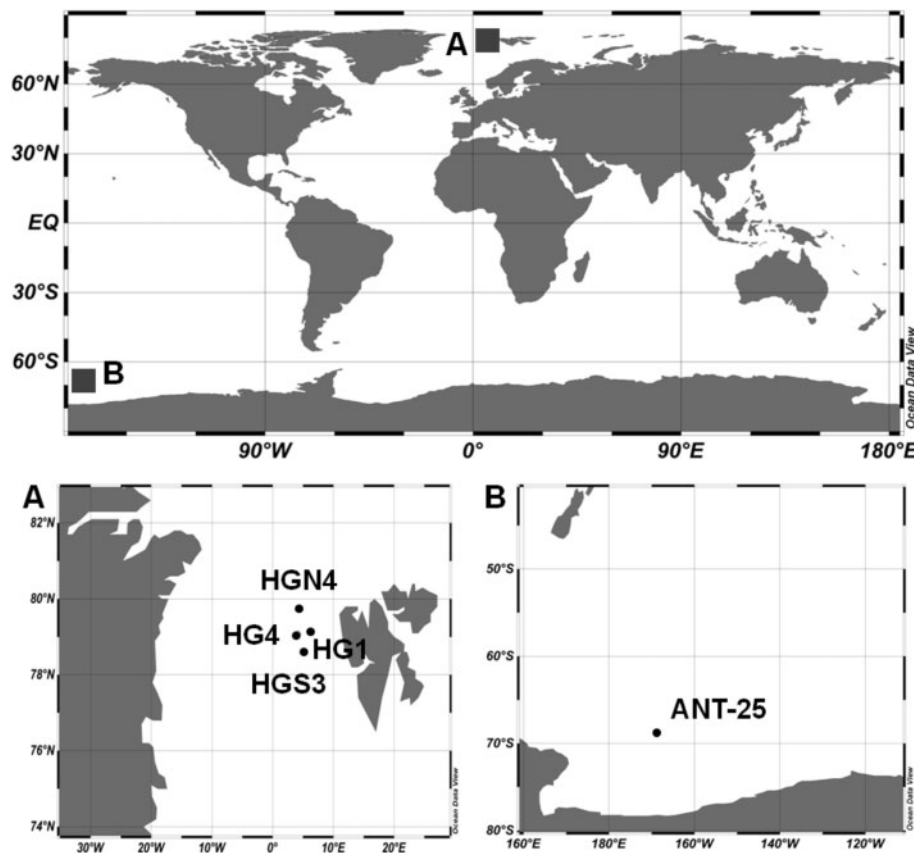 A
60°N
30°N
EQ
30°S
60°S
B
90°W 0° 90°E 180°E
Ocean Data View
A
82°N
80°N
78°N
76°N
74°N
HGN4
HG4
HG1
HGS3
30°W 20°W 10°W 0° 10°E 20°E
Ocean Data View
B
50°S
60°S
70°S
80°S
ANT-25
160°E 180°E 160°W 140°W 120°W
Ocean Data View